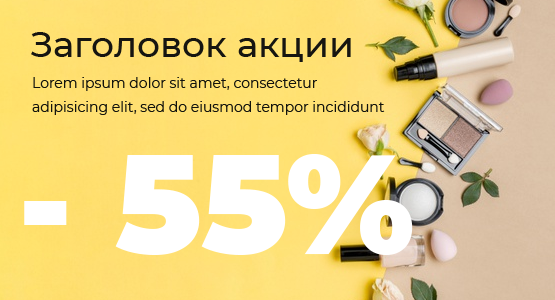 Заголовок акции
Lorem ipsum dolor sit amet, consectetur
adipisicing elit, sed do eiusmod tempor incididunt
- 55%